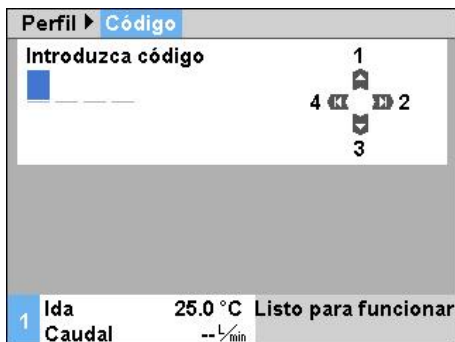 Perfil Código
Introduzca código
1
4 2
3
1
Ida 25.0 °C Listo para funcionar
Caudal -- L/min